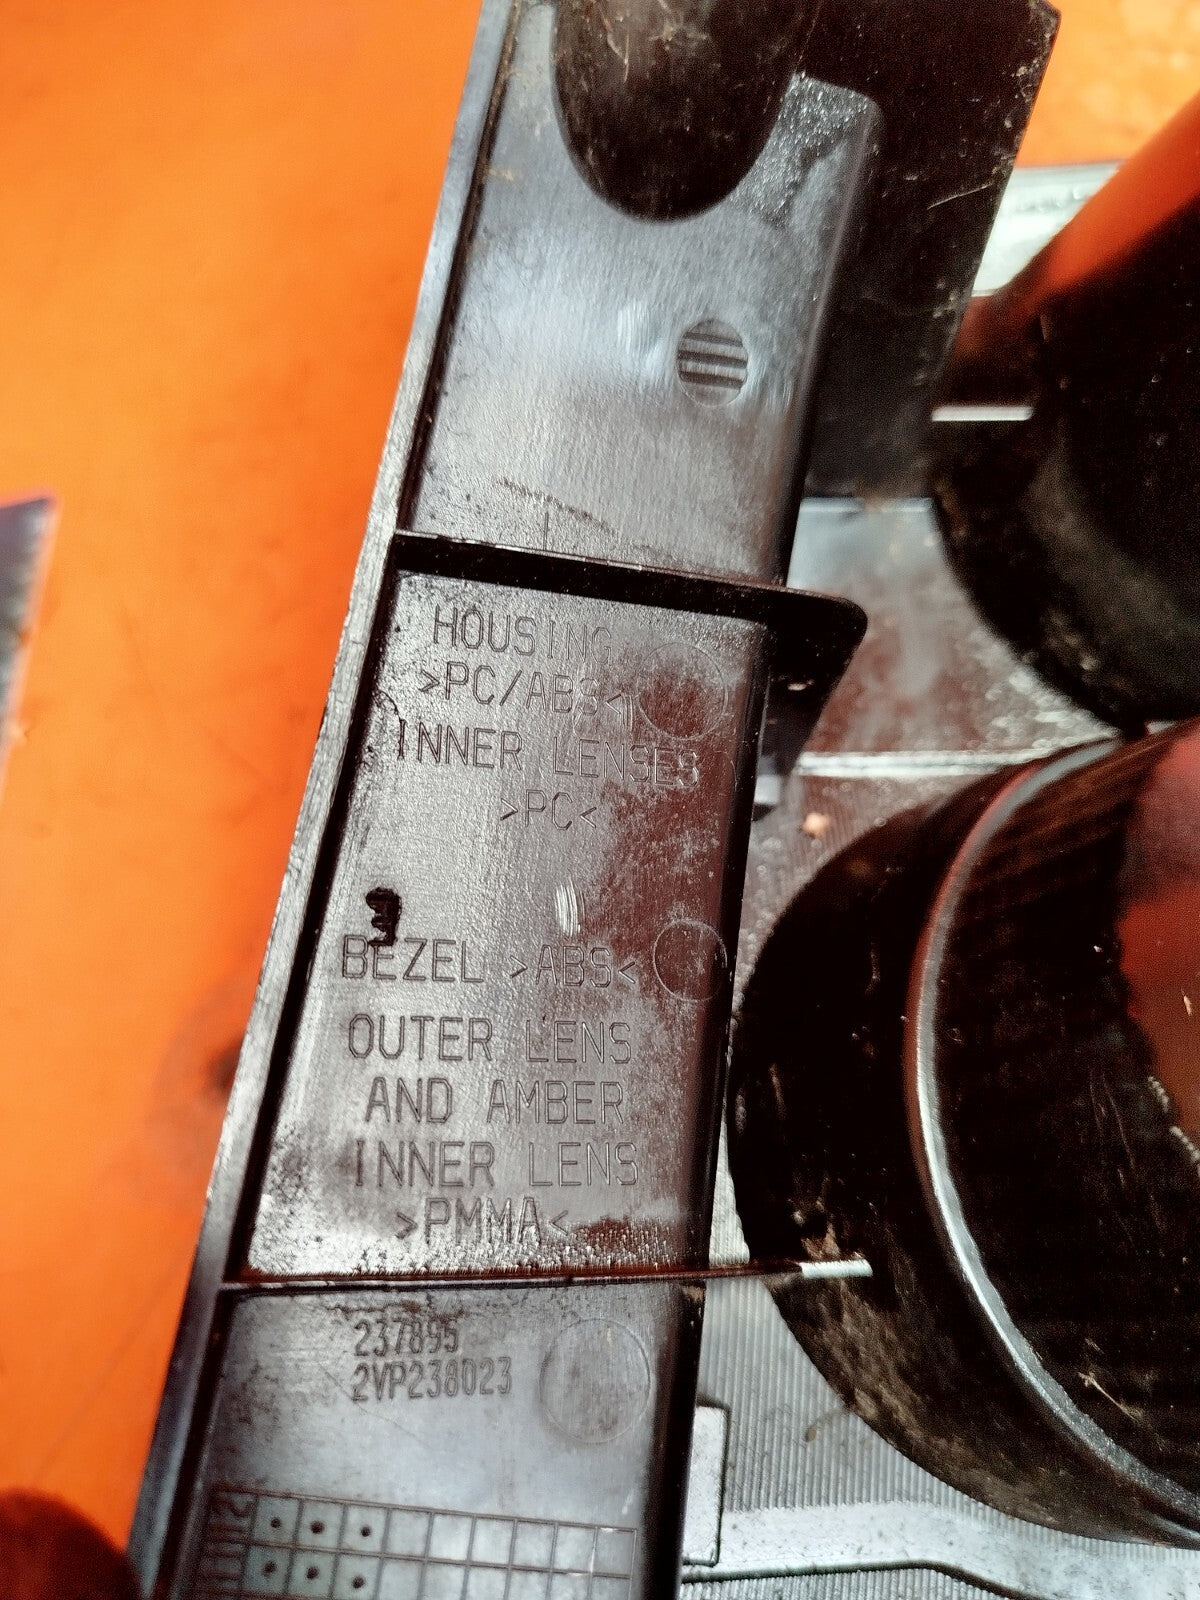 HOUSING
>PC/ABS<
INNER LENSES
>PC<
BEZEL >ABS<
OUTER LENS
AND AMBER
INNER LENS
>PMMA<
237895
2VP238023